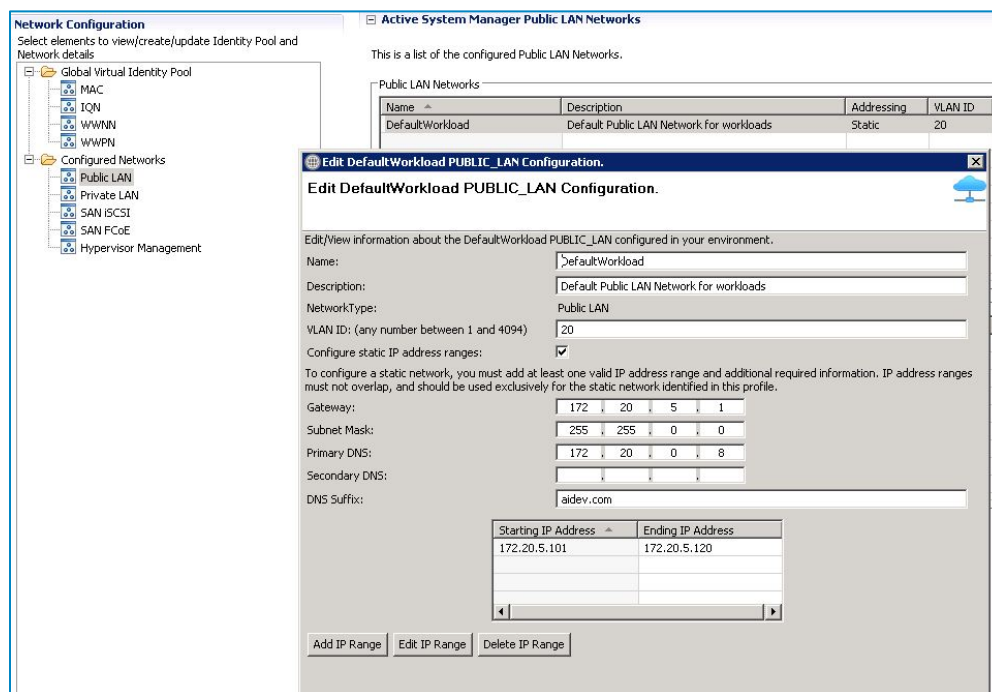 Network Configuration
Select elements to view/create/update Identity Pool and
Network details
Global Virtual Identity Pool
MAC
IQN
WWNN
WWPN
Configured Networks
Public LAN
Private LAN
SAN iSCSI
SAN FCoE
Hypervisor Management
Active System Manager Public LAN Networks
This is a list of the configured Public LAN Networks.
Public LAN Networks
Name Description Addressing VLAN ID
DefaultWorkload Default Public LAN Network for workloads Static 20
Edit DefaultWorkload PUBLIC_LAN Configuration.
Edit DefaultWorkload PUBLIC_LAN Configuration.
Edit/View information about the DefaultWorkload PUBLIC_LAN configured in your environment.
Name: DefaultWorkload
Description: Default Public LAN Network for workloads
NetworkType: Public LAN
VLAN ID: (any number between 1 and 4094) 20
Configure static IP address ranges:
To configure a static network, you must add at least one valid IP address range and additional required information. IP address ranges
must not overlap, and should be used exclusively for the static network identified in this profile.
Gateway: 172 . 20 . 5 . 1
Subnet Mask: 255 . 255 . 0 . 0
Primary DNS: 172 . 20 . 0 . 8
Secondary DNS: . . .
DNS Suffix: aidev.com
Starting IP Address Ending IP Address
172.20.5.101 172.20.5.120
Add IP Range Edit IP Range Delete IP Range